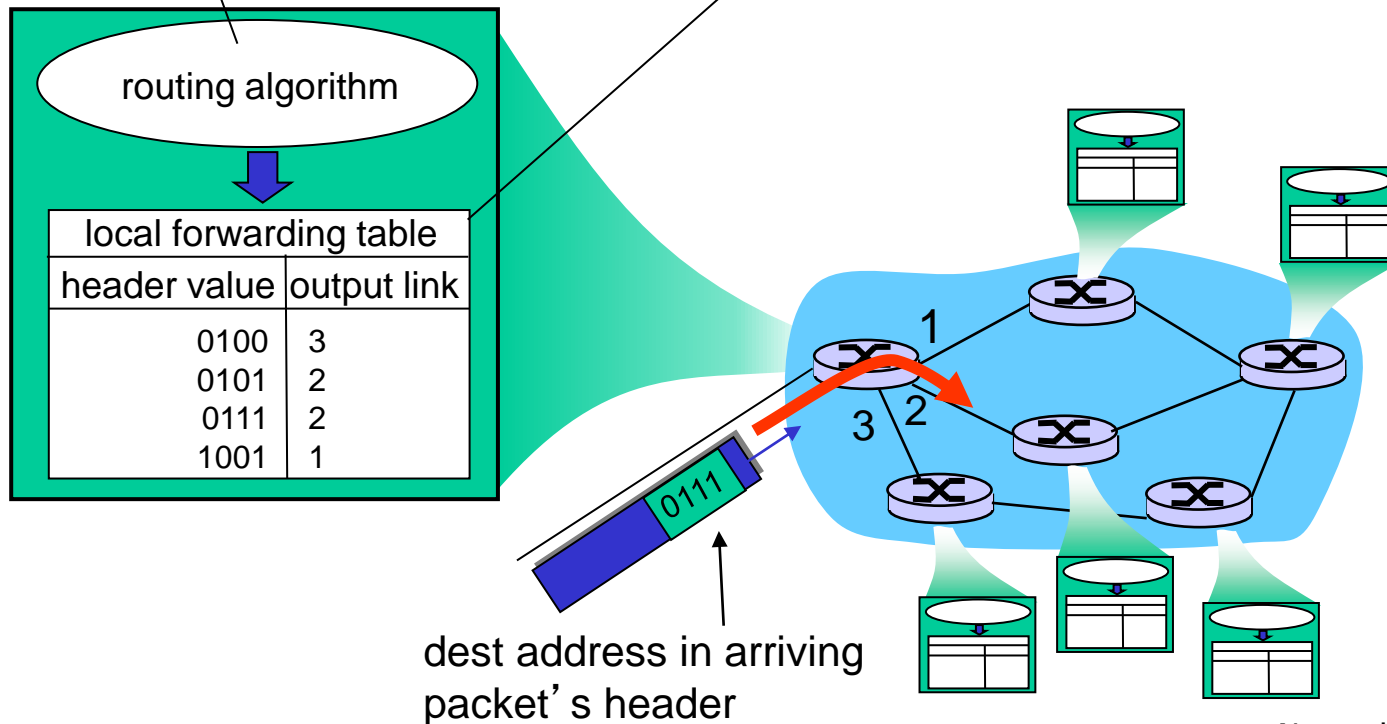 routing algorithm
local forwarding table
header value output link
0100 3
0101 2
0111 2
1001 1
1
2
3
0111
dest address in arriving
packet’s header